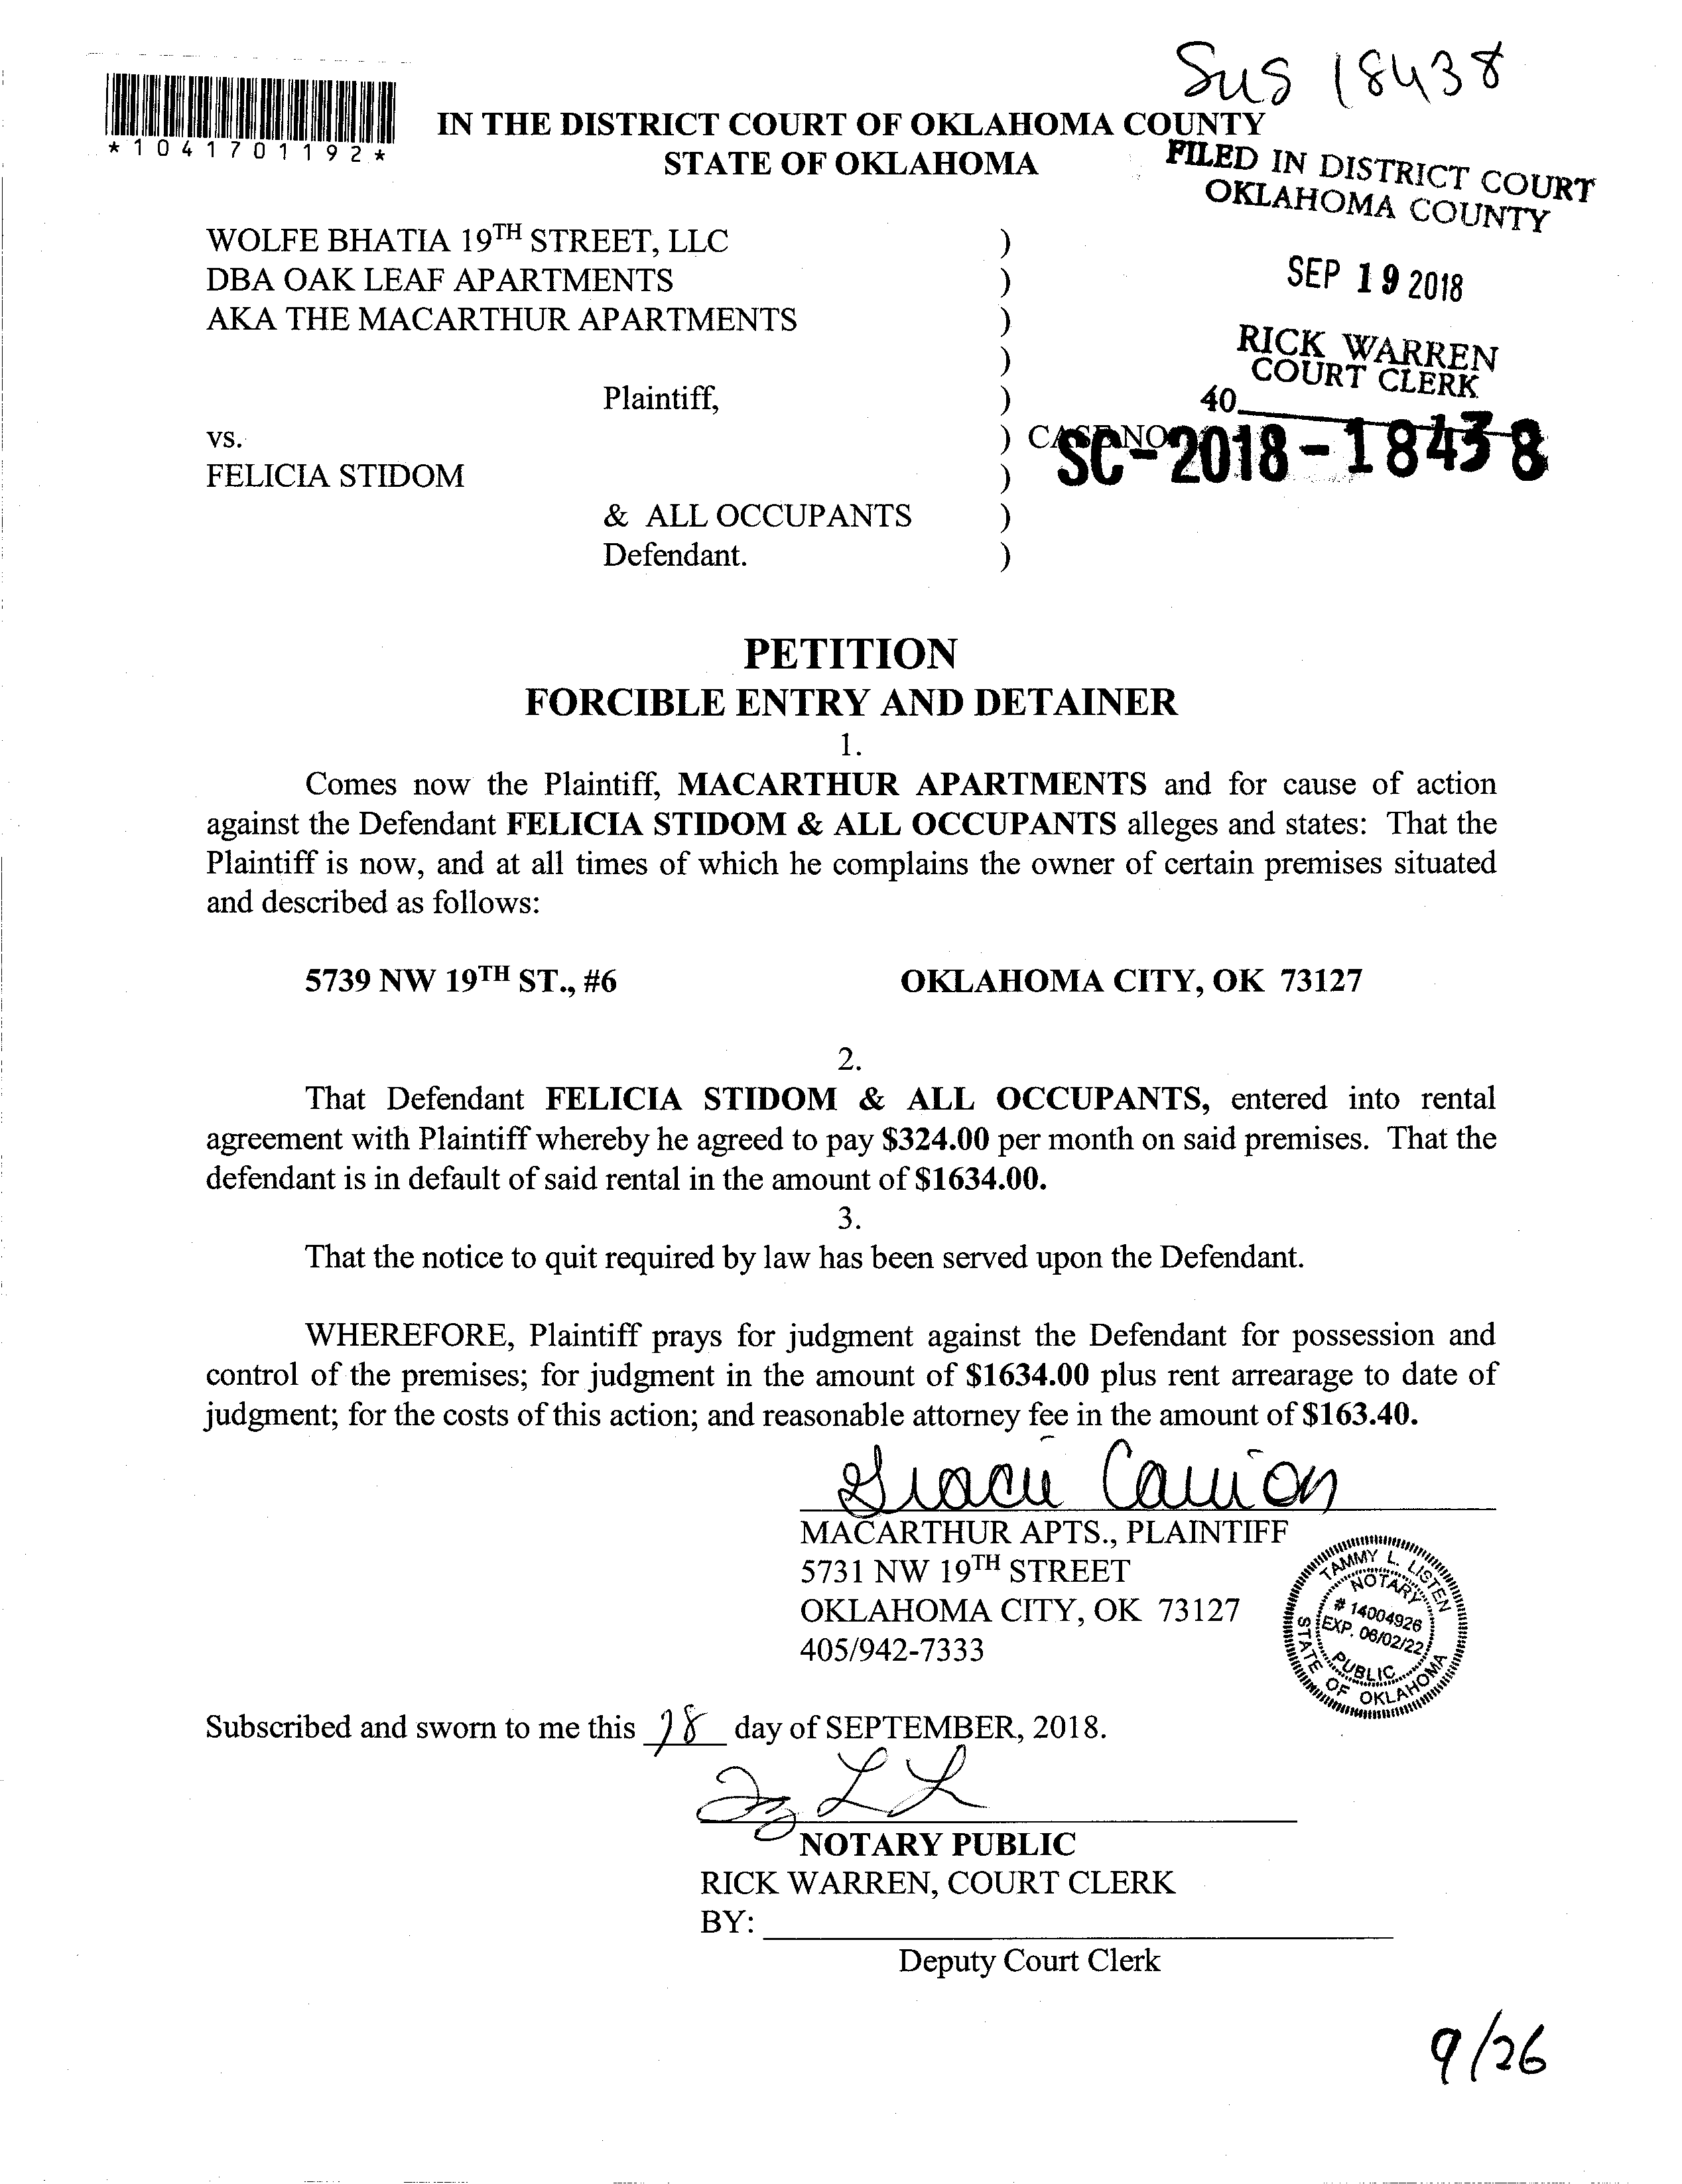 Sus 18438
*1041701192*
IN THE DISTRICT COURT OF OKLAHOMA COUNTY
STATE OF OKLAHOMA
FILED IN DISTRICT COURT
OKLAHOMA COUNTY
WOLFE BHATIA 19TH STREET, LLC )
DBA OAK LEAF APARTMENTS )
SEP 19 2018
AKA THE MACARTHUR APARTMENTS )
)
RICK WARREN
COURT CLERK
Plaintiff, )
40
vs. ) CASE NO
SC-2018-18438
FELICIA STIDOM )
& ALL OCCUPANTS )
Defendant. )
PETITION
FORCIBLE ENTRY AND DETAINER
1.
Comes now the Plaintiff, MACARTHUR APARTMENTS and for cause of action
against the Defendant FELICIA STIDOM & ALL OCCUPANTS alleges and states: That the
Plaintiff is now, and at all times of which he complains the owner of certain premises situated
and described as follows:
5739 NW 19TH ST., #6 OKLAHOMA CITY, OK 73127
2.
That Defendant FELICIA STIDOM & ALL OCCUPANTS, entered into rental
agreement with Plaintiff whereby he agreed to pay $324.00 per month on said premises. That the
defendant is in default of said rental in the amount of $1634.00.
3.
That the notice to quit required by law has been served upon the Defendant.
WHEREFORE, Plaintiff prays for judgment against the Defendant for possession and
control of the premises; for judgment in the amount of $1634.00 plus rent arrearage to date of
judgment; for the costs of this action; and reasonable attorney fee in the amount of $163.40.
Gracie Carrion
MACARTHUR APTS., PLAINTIFF
5731 NW 19TH STREET
OKLAHOMA CITY, OK 73127
405/942-7333
TAMMY L. LISTEN
NOTARY
# 14004926
EXP. 06/02/22
PUBLIC
STATE OF OKLAHOMA
Subscribed and sworn to me this 18 day of SEPTEMBER, 2018.
NOTARY PUBLIC
RICK WARREN, COURT CLERK
BY:
Deputy Court Clerk
9/26